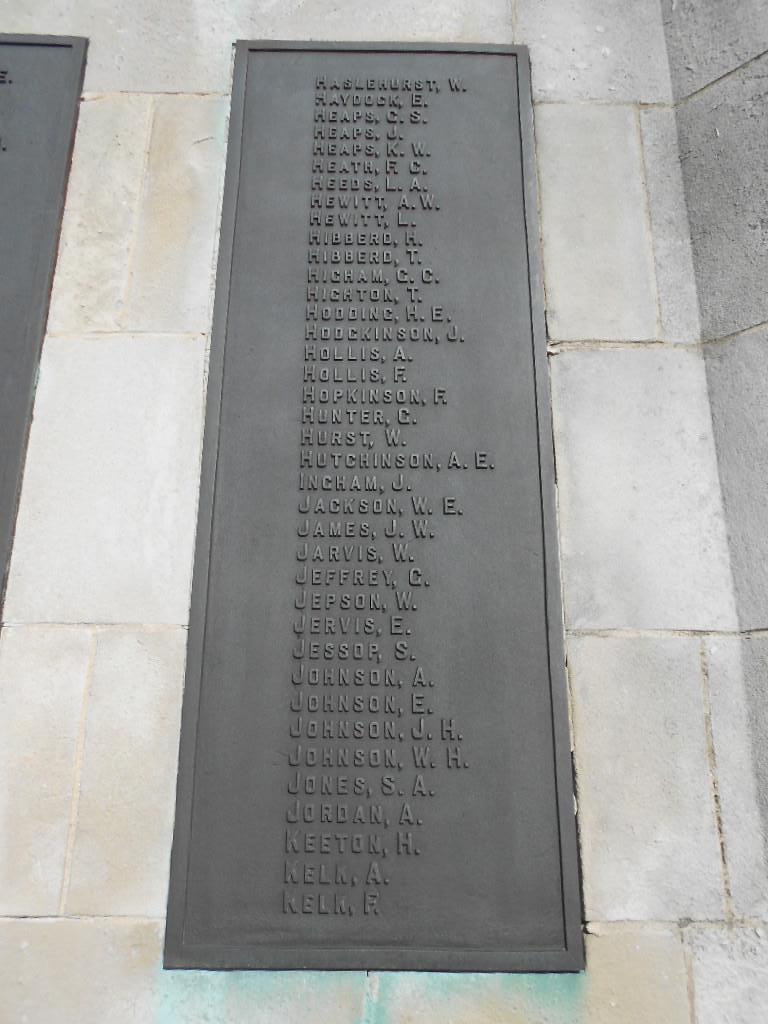 HASLEHURST, W.
HAYDOCK, E.
HEAPS, G. S.
HEAPS, J.
HEAPS, K. W.
HEATH, F. C.
HEEDS, L. A.
HEWITT, A. W.
HEWITT, L.
HIBBERD, H.
HIBBERD, T.
HIGHAM, G. C.
HIGHTON, T.
HODDING, H. E.
HODGKINSON, J.
HOLLIS, A.
HOLLIS, F.
HOPKINSON, F.
HUNTER, G.
HURST, W.
HUTCHINSON, A. E.
INGHAM, J.
JACKSON, W. E.
JAMES, J. W.
JARVIS, W.
JEFFREY, G.
JEPSON, W.
JERVIS, E.
JESSOP, S.
JOHNSON, A.
JOHNSON, E.
JOHNSON, J. H.
JOHNSON, W. H.
JONES, S. A.
JORDAN, A.
KEETON, H.
KELK, A.
KELK, F.